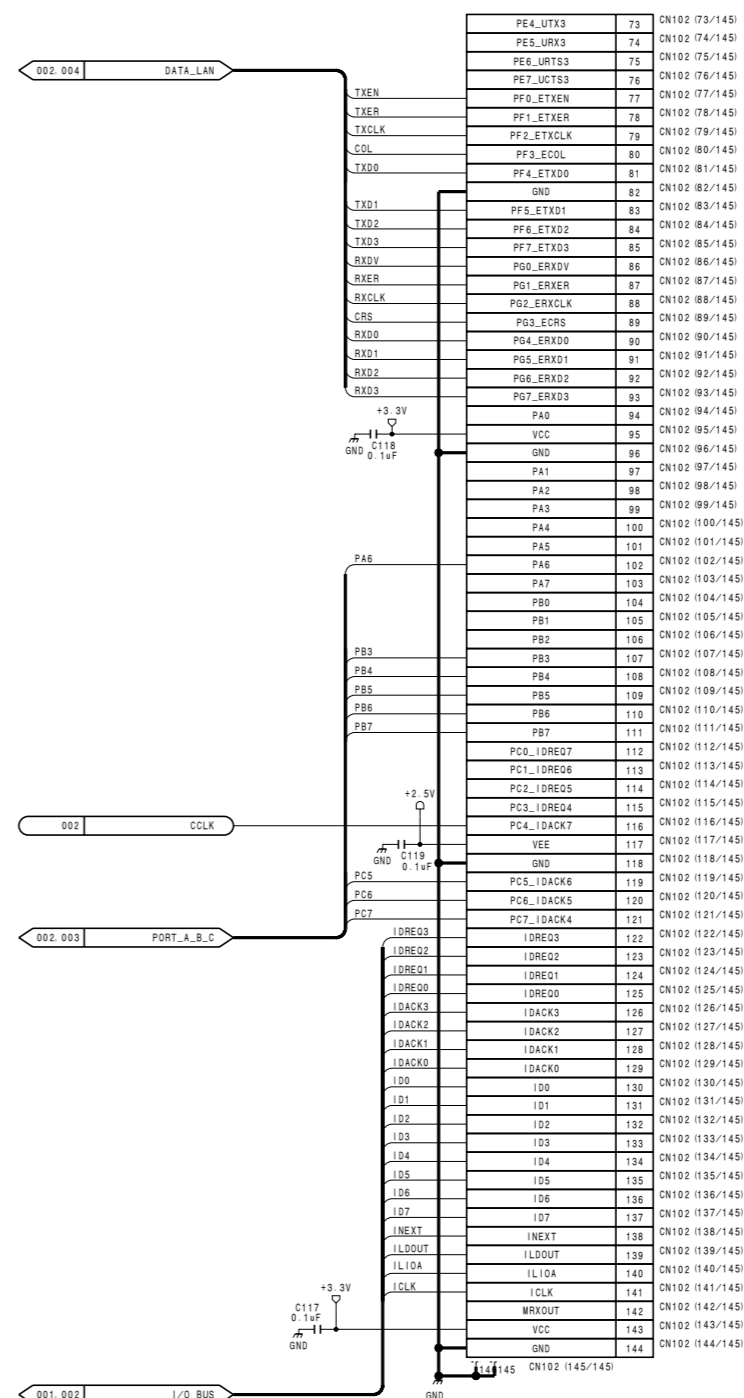 PE4_UTX3 73 CN102 (73/145)
PE5_URX3 74 CN102 (74/145)
PE6_URTS3 75 CN102 (75/145)
002.004 DATA_LAN
PE7_UCTS3 76 CN102 (76/145)
TXEN PF0_ETXEN 77 CN102 (77/145)
TXER PF1_ETXER 78 CN102 (78/145)
TXCLK PF2_ETXCLK 79 CN102 (79/145)
COL PF3_ECOL 80 CN102 (80/145)
TXD0 PF4_ETXD0 81 CN102 (81/145)
GND 82 CN102 (82/145)
TXD1 PF5_ETXD1 83 CN102 (83/145)
TXD2 PF6_ETXD2 84 CN102 (84/145)
TXD3 PF7_ETXD3 85 CN102 (85/145)
RXDV PG0_ERXDV 86 CN102 (86/145)
RXER PG1_ERXER 87 CN102 (87/145)
RXCLK PG2_ERXCLK 88 CN102 (88/145)
CRS PG3_ECRS 89 CN102 (89/145)
RXD0 PG4_ERXD0 90 CN102 (90/145)
RXD1 PG5_ERXD1 91 CN102 (91/145)
RXD2 PG6_ERXD2 92 CN102 (92/145)
RXD3 PG7_ERXD3 93 CN102 (93/145)
+3.3V PA0 94 CN102 (94/145)
VCC 95 CN102 (95/145)
GND C118 GND 96 CN102 (96/145)
0.1uF
PA1 97 CN102 (97/145)
PA2 98 CN102 (98/145)
PA3 99 CN102 (99/145)
PA4 100 CN102 (100/145)
PA5 101 CN102 (101/145)
PA6 PA6 102 CN102 (102/145)
PA7 103 CN102 (103/145)
PB0 104 CN102 (104/145)
PB1 105 CN102 (105/145)
PB2 106 CN102 (106/145)
PB3 PB3 107 CN102 (107/145)
PB4 PB4 108 CN102 (108/145)
PB5 PB5 109 CN102 (109/145)
PB6 PB6 110 CN102 (110/145)
PB7 PB7 111 CN102 (111/145)
PC0_IDREQ7 112 CN102 (112/145)
PC1_IDREQ6 113 CN102 (113/145)
+2.5V PC2_IDREQ5 114 CN102 (114/145)
PC3_IDREQ4 115 CN102 (115/145)
002 CCLK PC4_IDACK7 116 CN102 (116/145)
VEE 117 CN102 (117/145)
GND C119 GND 118 CN102 (118/145)
0.1uF
PC5 PC5_IDACK6 119 CN102 (119/145)
PC6 PC6_IDACK5 120 CN102 (120/145)
PC7 PC7_IDACK4 121 CN102 (121/145)
002.003 PORT_A_B_C IDREQ3 IDREQ3 122 CN102 (122/145)
IDREQ2 IDREQ2 123 CN102 (123/145)
IDREQ1 IDREQ1 124 CN102 (124/145)
IDREQ0 IDREQ0 125 CN102 (125/145)
IDACK3 IDACK3 126 CN102 (126/145)
IDACK2 IDACK2 127 CN102 (127/145)
IDACK1 IDACK1 128 CN102 (128/145)
IDACK0 IDACK0 129 CN102 (129/145)
ID0 ID0 130 CN102 (130/145)
ID1 ID1 131 CN102 (131/145)
ID2 ID2 132 CN102 (132/145)
ID3 ID3 133 CN102 (133/145)
ID4 ID4 134 CN102 (134/145)
ID5 ID5 135 CN102 (135/145)
ID6 ID6 136 CN102 (136/145)
ID7 ID7 137 CN102 (137/145)
INEXT INEXT 138 CN102 (138/145)
ILDOUT ILDOUT 139 CN102 (139/145)
ILIOA ILIOA 140 CN102 (140/145)
+3.3V ICLK ICLK 141 CN102 (141/145)
C117 MRXOUT 142 CN102 (142/145)
0.1uF VCC 143 CN102 (143/145)
GND GND 144 CN102 (144/145)
145 CN102 (145/145)
001.002 I/O BUS GND